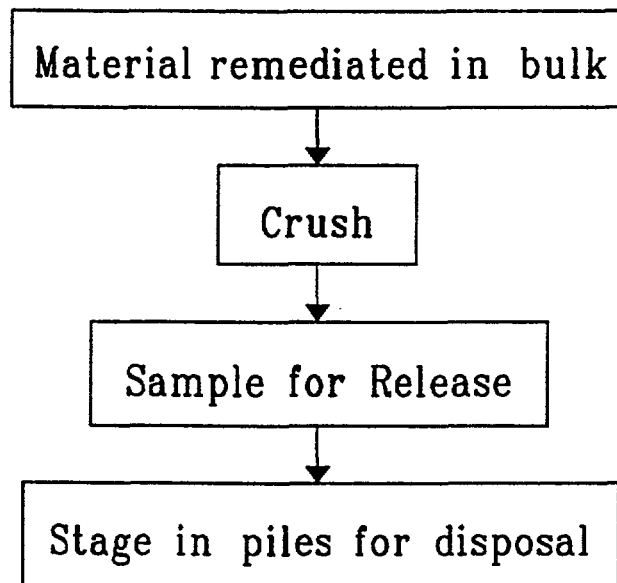 Material remediated in bulk
Crush
Sample for Release
Stage in piles for disposal